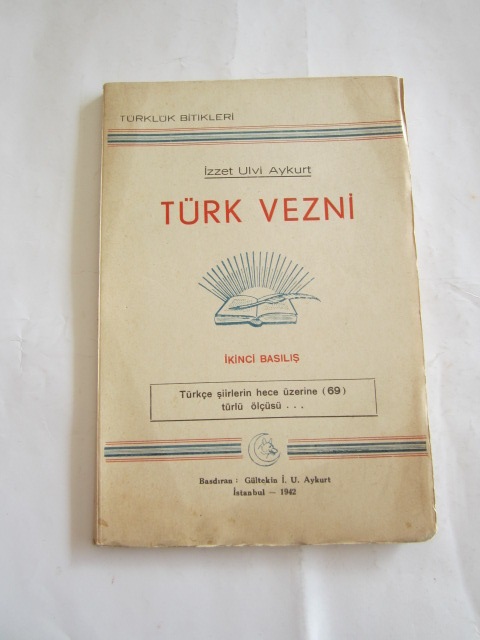 TÜRKLÜK BİTİKLERİ
İzzet Ulvi Aykurt
TÜRK VEZNİ
İKİNCİ BASILIŞ
Türkçe şiirlerin hece üzerine (69)
türlü ölçüsü . . .
Basdıran : Gültekin İ. U. Aykurt
İstanbul — 1942